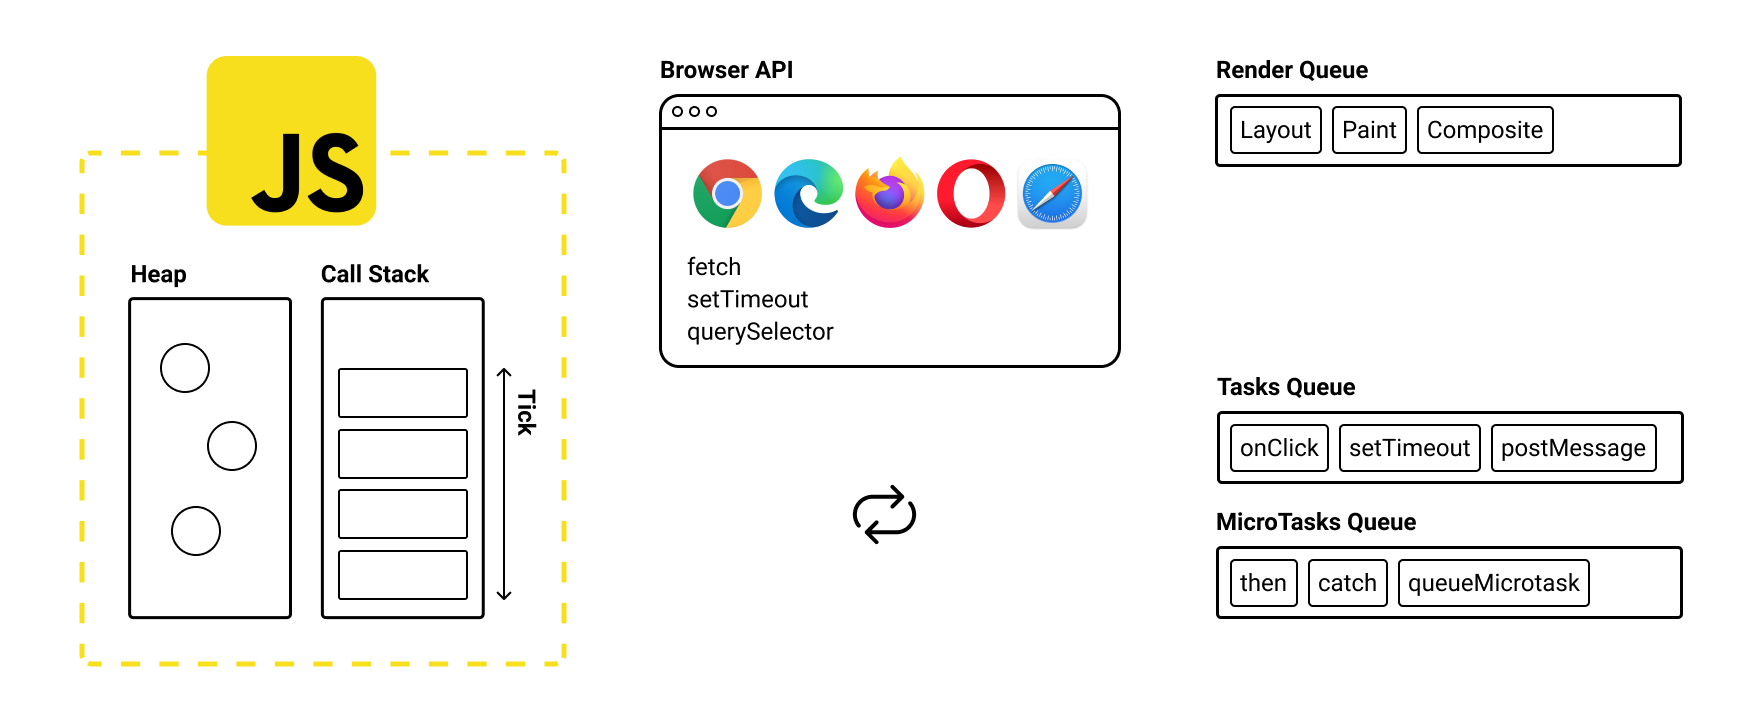 JS
Heap
Call Stack
Tick
Browser API
fetch
setTimeout
querySelector
Render Queue
Layout Paint Composite
Tasks Queue
onClick setTimeout postMessage
MicroTasks Queue
then catch queueMicrotask